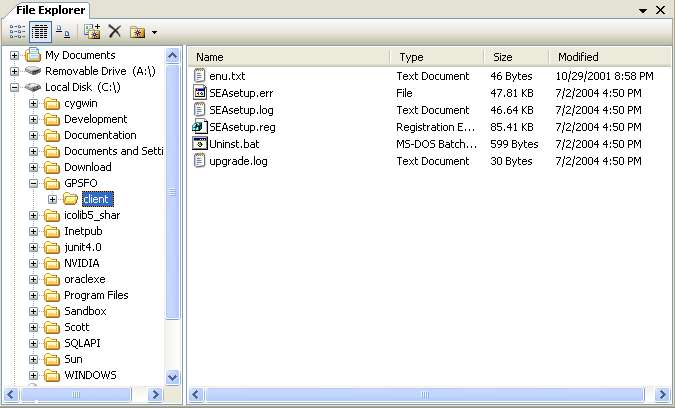 File Explorer
My Documents
Removable Drive (A:\)
Local Disk (C:\)
cygwin
Development
Documentation
Documents and Setti
Download
GPSFO
client
icolib5_shar
Inetpub
junit4.0
NVIDIA
oraclexe
Program Files
Sandbox
Scott
SQLAPI
Sun
WINDOWS
Name Type Size Modified
enu.txt Text Document 46 Bytes 10/29/2001 8:58 PM
SEAsetup.err File 47.81 KB 7/2/2004 4:50 PM
SEAsetup.log Text Document 46.64 KB 7/2/2004 4:50 PM
SEAsetup.reg Registration E... 85.41 KB 7/2/2004 4:50 PM
Uninst.bat MS-DOS Batch... 599 Bytes 7/2/2004 4:50 PM
upgrade.log Text Document 30 Bytes 7/2/2004 4:50 PM